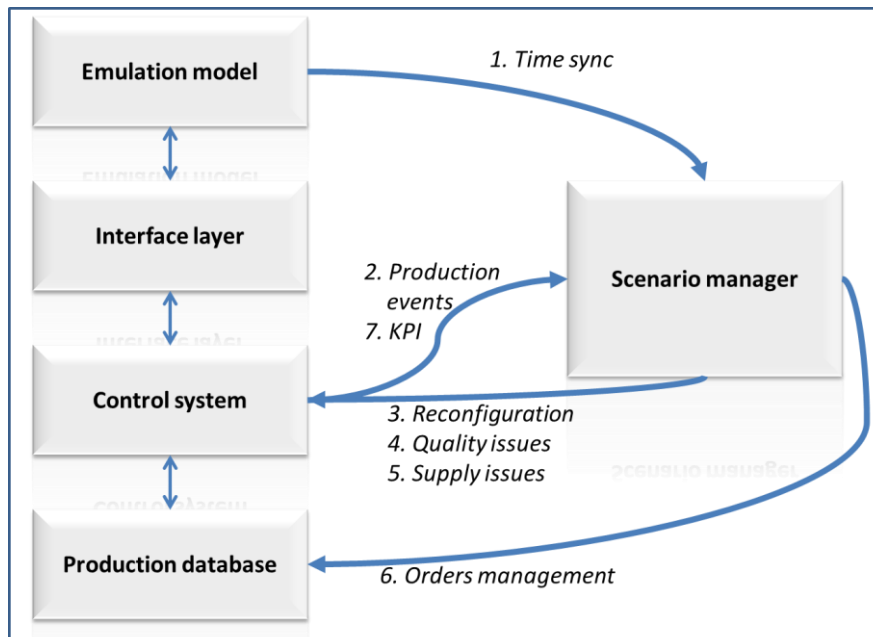 Emulation model
1. Time sync
Interface layer
Scenario manager
2. Production
events
7. KPI
Control system
3. Reconfiguration
4. Quality issues
5. Supply issues
Production database
6. Orders management